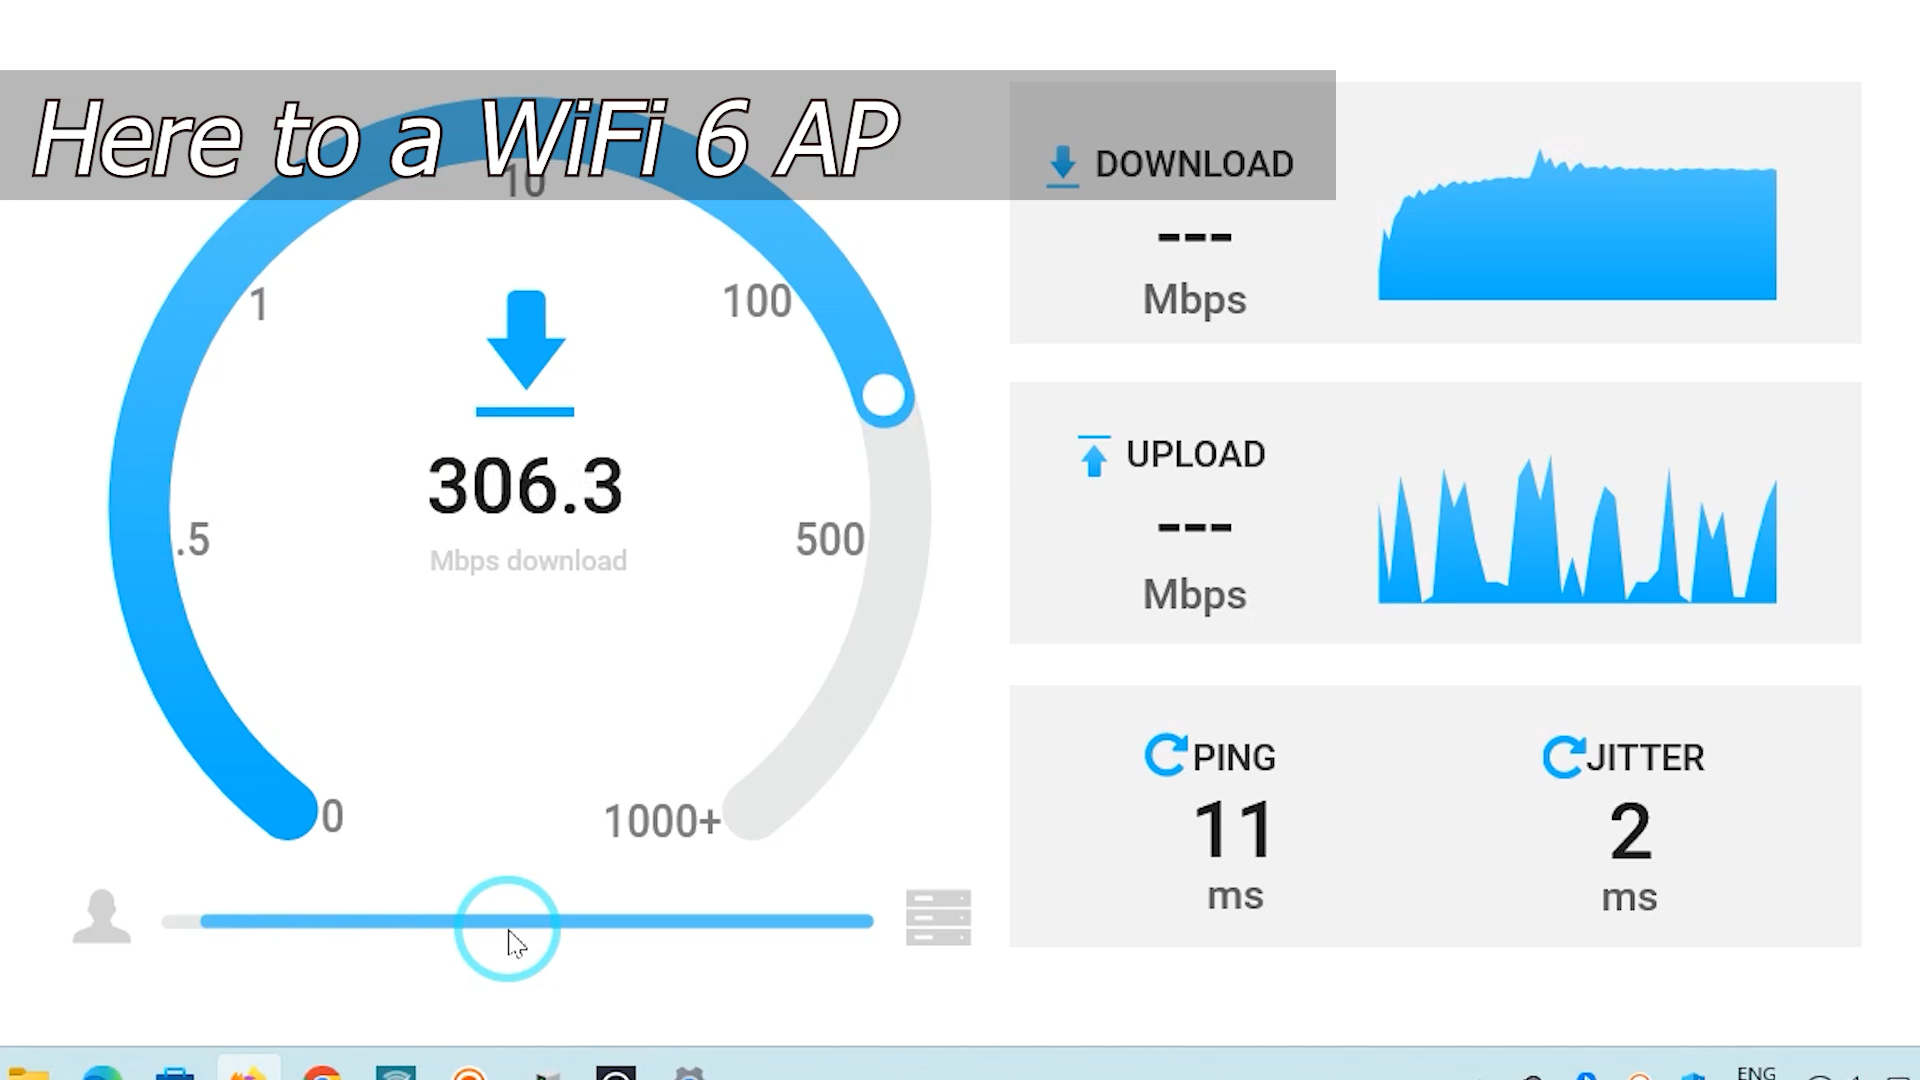 Here to a WiFi 6 AP
10
1
100
.5
500
0
1000+
306.3
Mbps download
DOWNLOAD
---
Mbps
UPLOAD
---
Mbps
PING
11
ms
JITTER
2
ms
ENG